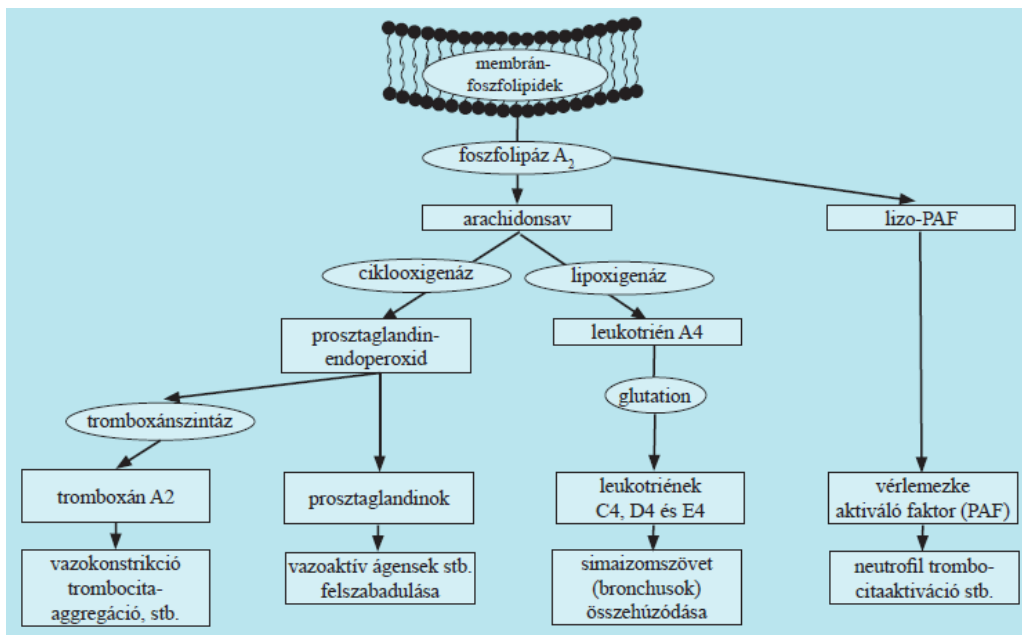 membrán-
foszfolipidek
foszfolipáz A2
arachidonsav
lizo-PAF
ciklooxigenáz
lipoxigenáz
prosztaglandin-
endoperoxid
leukotrién A4
tromboxánszintáz
glutation
tromboxán A2
prosztaglandinok
leukotriének
C4, D4 és E4
vérlemezke
aktiváló faktor (PAF)
vazokonstrikció
trombocita-
aggregáció, stb.
vazoaktív ágensek stb.
felszabadulása
simaizomszövet
(bronchusok)
összehúzódása
neutrofil trombo-
citaaktiváció stb.